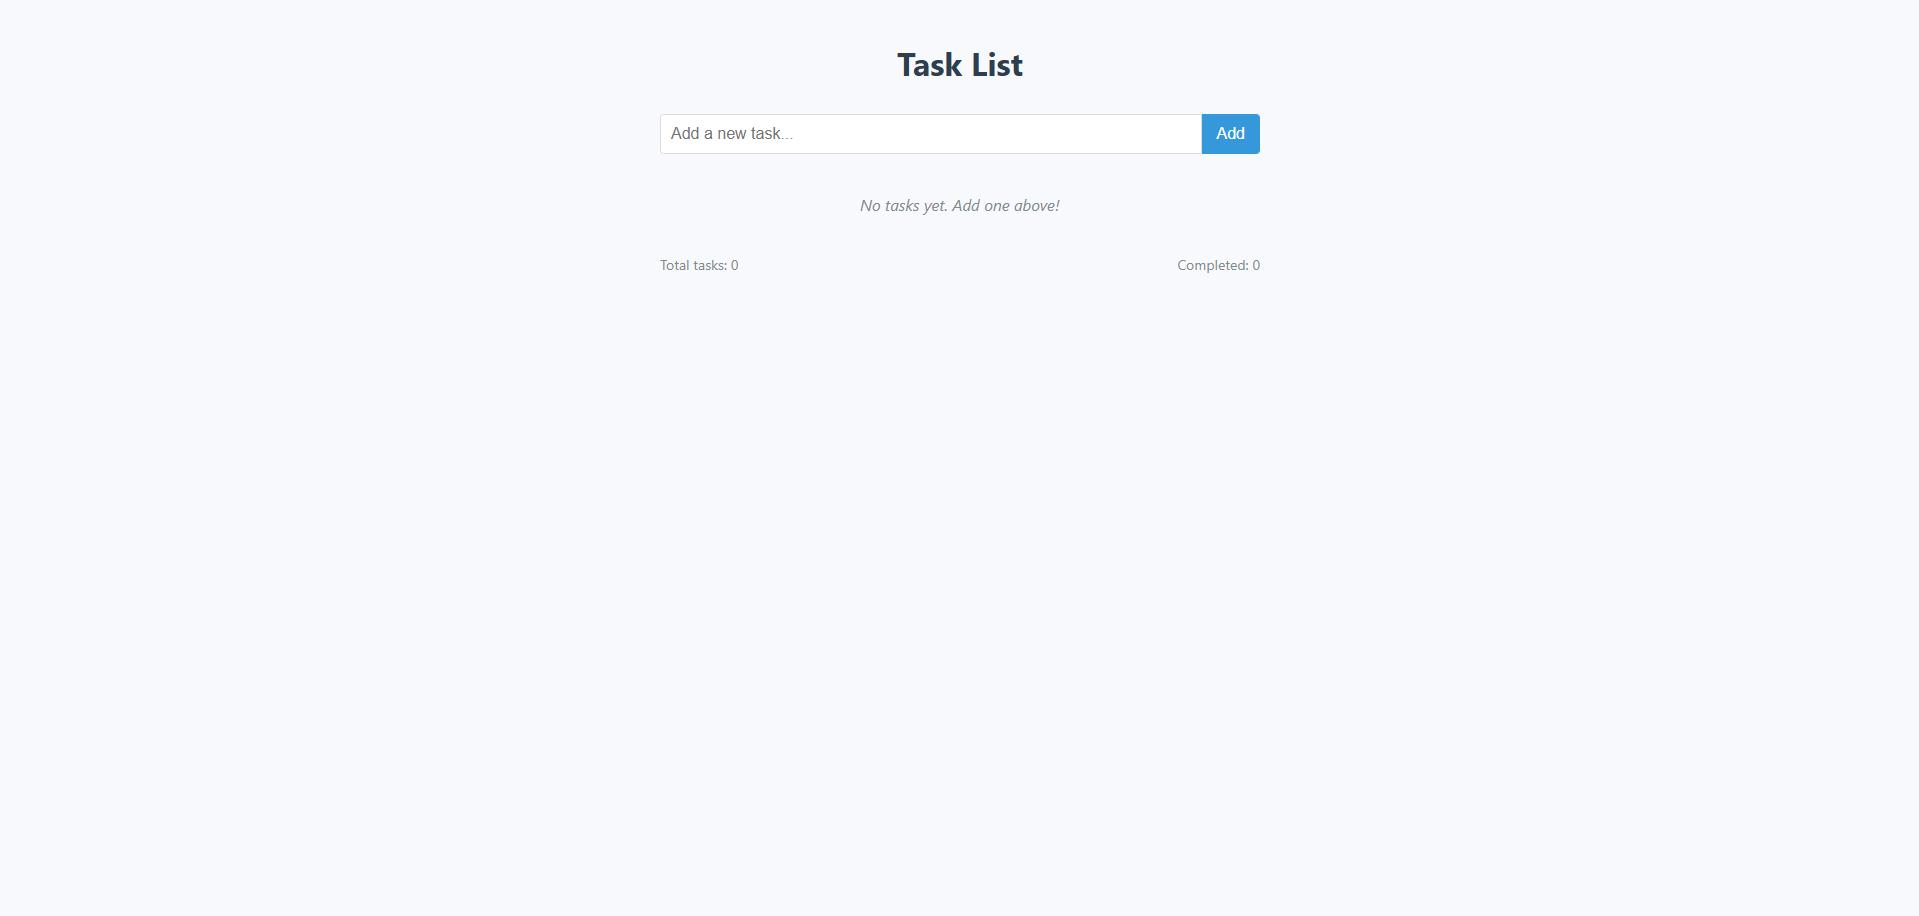 Task List
Add a new task...
Add
No tasks yet. Add one above!
Total tasks: 0
Completed: 0